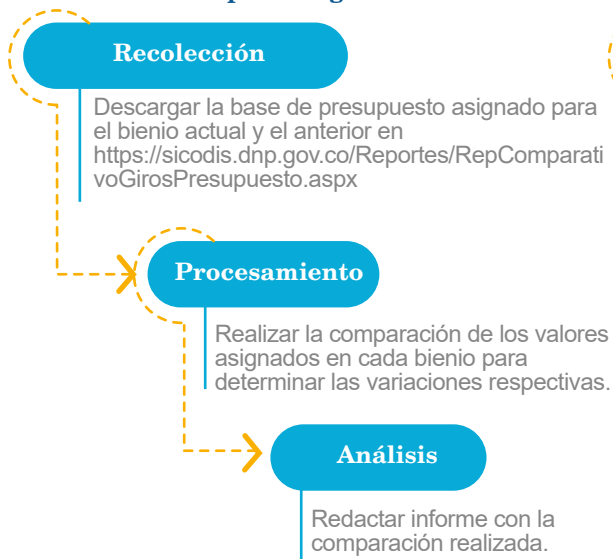 Recolección
Descargar la base de presupuesto asignado para
el bienio actual y el anterior en
https://sicodis.dnp.gov.co/Reportes/RepComparati
voGirosPresupuesto.aspx
Procesamiento
Realizar la comparación de los valores
asignados en cada bienio para
determinar las variaciones respectivas.
Análisis
Redactar informe con la
comparación realizada.